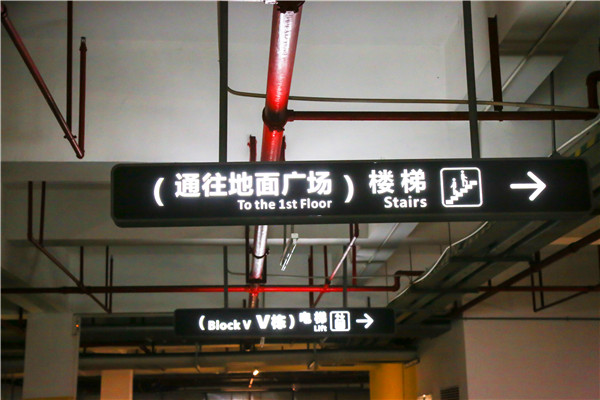 （通往地面广场）楼梯
To the 1st Floor Stairs
（Block V V栋）电梯
Lift